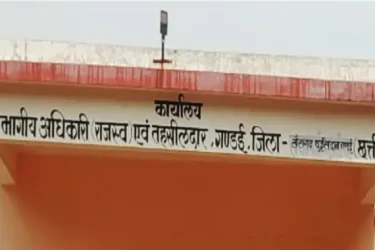 कार्यालय
भागीय अधिकारी (राजस्व) एवं तहसीलदार, गण्डई, जिला -